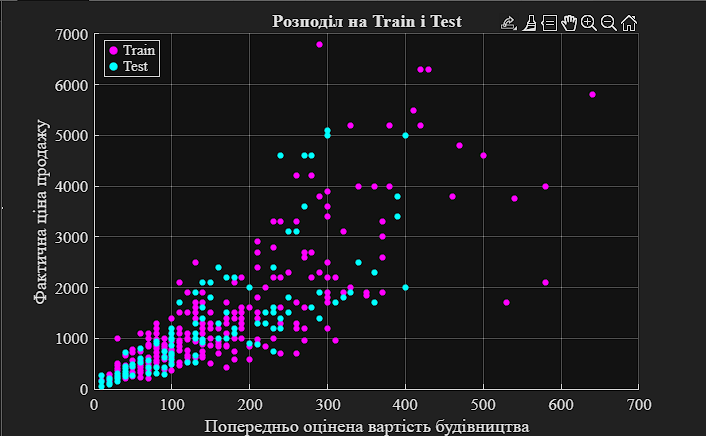 Розподіл на Train і Test
7000
Train
Test
6000
5000
4000
3000
2000
1000
0
Фактична ціна продажу
0 100 200 300 400 500 600 700
Попередньо оцінена вартість будівництва